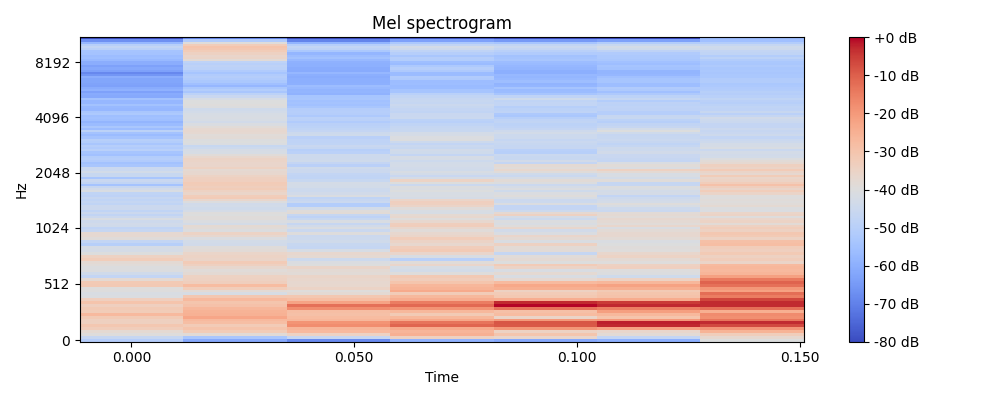 Mel spectrogram
Hz
8192
4096
2048
1024
512
0
0.000
0.050
0.100
0.150
Time
+0 dB
-10 dB
-20 dB
-30 dB
-40 dB
-50 dB
-60 dB
-70 dB
-80 dB